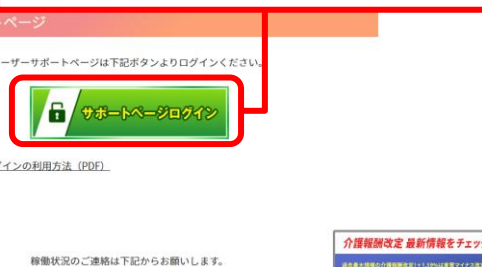 ページ
ーザーサポートページは下記ボタンよりログインください。
サポートページログイン
インの利用方法（PDF）
介護報酬改定 最新情報をチェッ
稼働状況のご連絡は下記からお願いします。